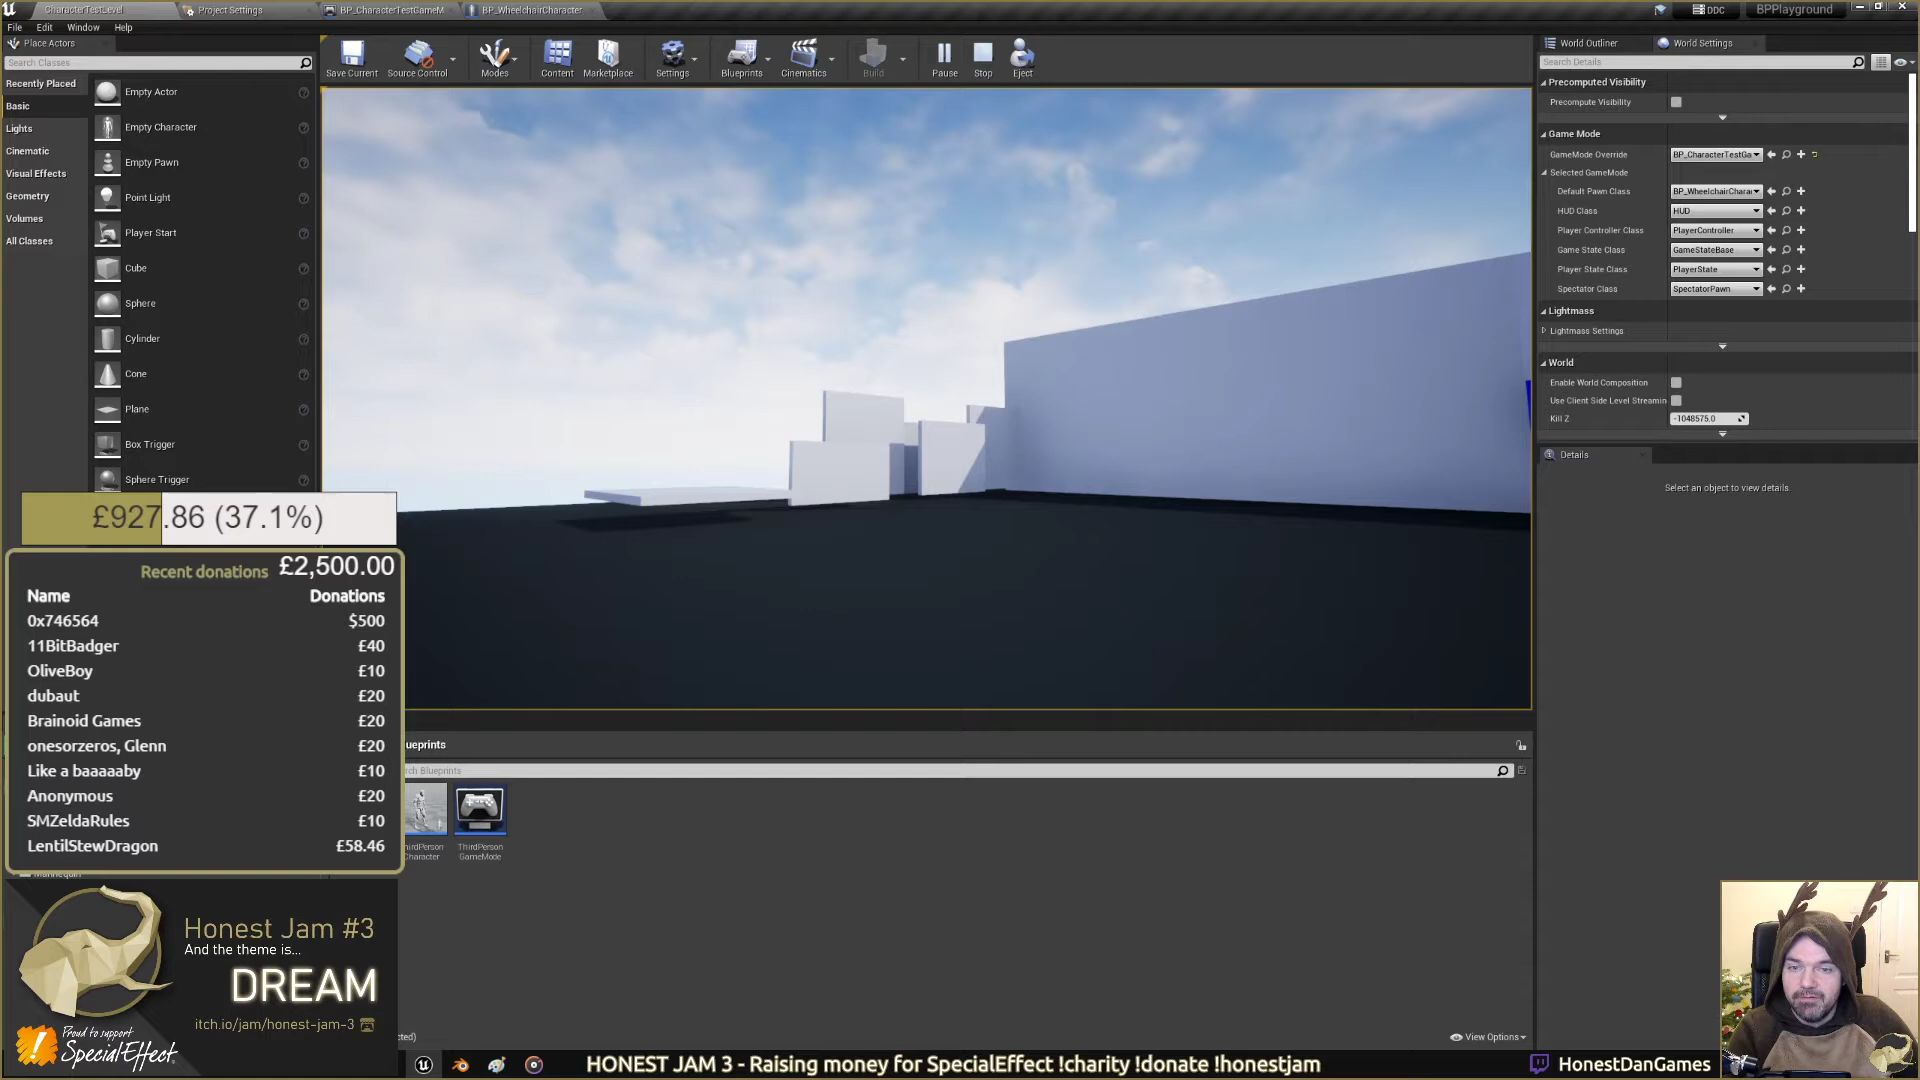 CharacterTestLevel
Project Settings
BP_CharacterTestGameM
BP_WheelchairCharacter
DDC
BPPlayground
File Edit Window Help
Place Actors
Search Classes
Recently Placed
Basic
Lights
Cinematic
Visual Effects
Geometry
Volumes
All Classes
Empty Actor
Empty Character
Empty Pawn
Point Light
Player Start
Cube
Sphere
Cylinder
Cone
Plane
Box Trigger
Sphere Trigger
Save Current
Source Control
Modes
Content
Marketplace
Settings
Blueprints
Cinematics
Build
Pause
Stop
Eject
World Outliner
World Settings
Search Details
Precomputed Visibility
Precompute Visibility
Game Mode
GameMode Override BP_CharacterTestGa
Selected GameMode
Default Pawn Class BP_WheelchairChara
HUD Class HUD
Player Controller Class PlayerController
Game State Class GameStateBase
Player State Class PlayerState
Spectator Class SpectatorPawn
Lightmass
Lightmass Settings
World
Enable World Composition
Use Client Side Level Streamin
Kill Z -1048575.0
Details
Select an object to view details.
£927.86 (37.1%)
Recent donations £2,500.00
Name Donations
0x746564 $500
11BitBadger £40
OliveBoy £10
dubaut £20
Brainoid Games £20
onesorzeros, Glenn £20
Like a baaaaaby £10
Anonymous £20
SMZeldaRules £10
LentilStewDragon £58.46
ueprints
rch Blueprints
hirdPerson
Character
ThirdPerson
GameMode
Honest Jam #3
And the theme is...
DREAM
itch.io/jam/honest-jam-3
Proud to support
SpecialEffect
cted)
View Options
HONEST JAM 3 - Raising money for SpecialEffect !charity !donate !honestjam
HonestDanGames